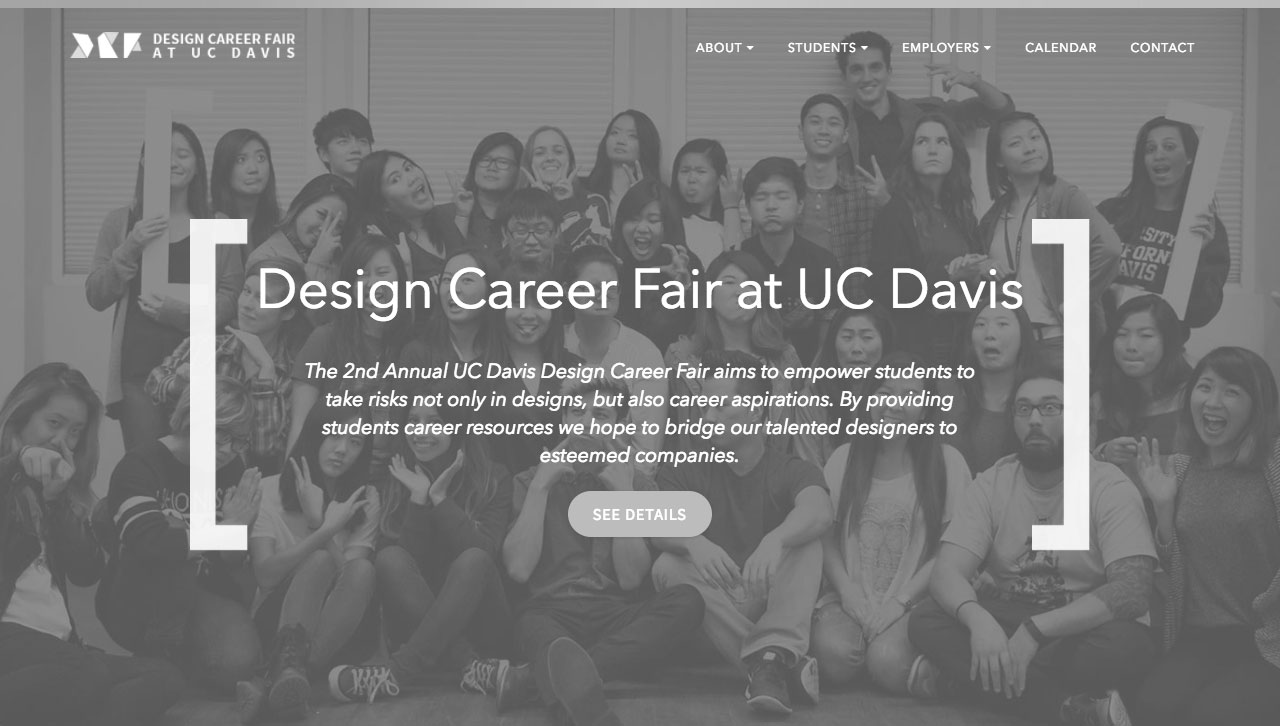 DESIGN CAREER FAIR
AT UC DAVIS
ABOUT STUDENTS EMPLOYERS CALENDAR CONTACT
Design Career Fair at UC Davis
The 2nd Annual UC Davis Design Career Fair aims to empower students to
take risks not only in designs, but also career aspirations. By providing
students career resources we hope to bridge our talented designers to
esteemed companies.
SEE DETAILS